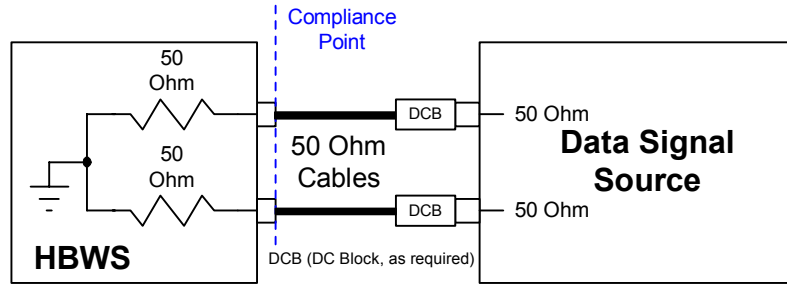 Compliance
Point
50
Ohm
DCB
50 Ohm
50 Ohm
Cables
Data Signal
Source
50
Ohm
DCB
50 Ohm
HBWS
DCB (DC Block, as required)